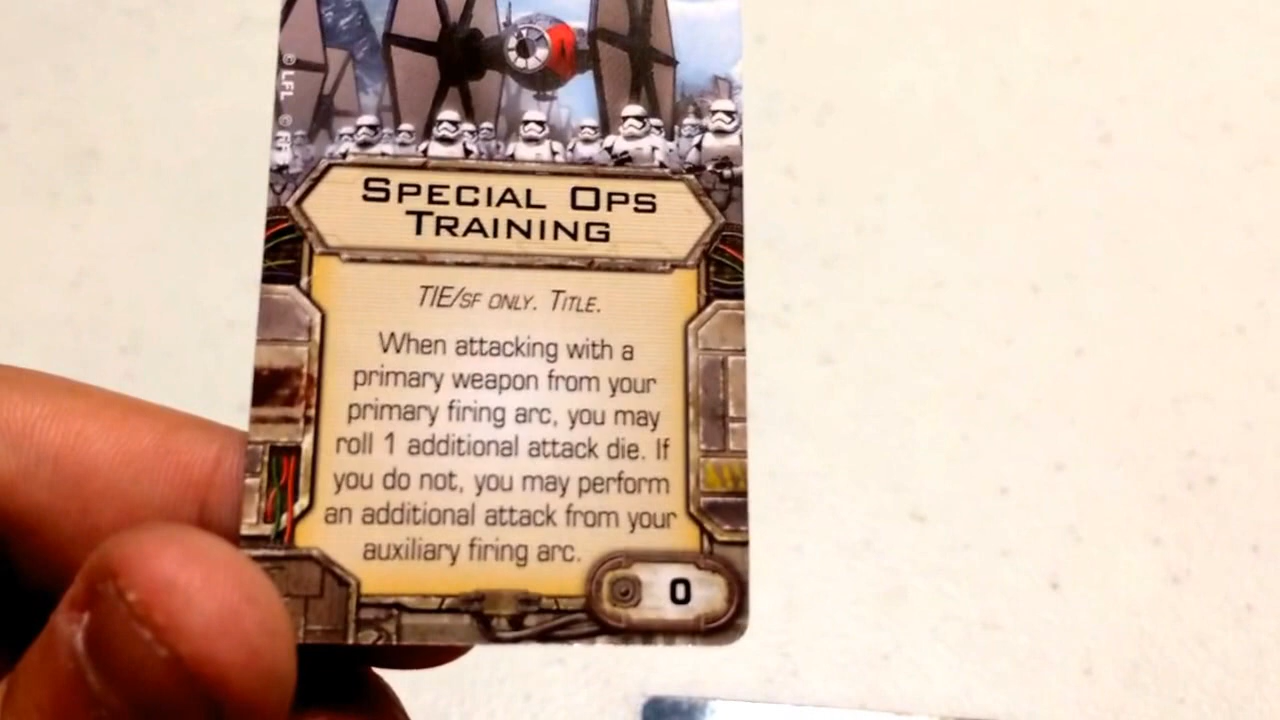 © LFL
SPECIAL OPS
TRAINING
TIE/SF ONLY. TITLE.
When attacking with a
primary weapon from your
primary firing arc, you may
roll 1 additional attack die. If
you do not, you may perform
an additional attack from your
auxiliary firing arc.
0